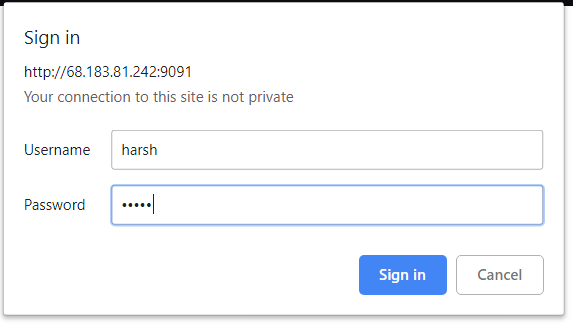 Sign in
http://68.183.81.242:9091
Your connection to this site is not private
Username harsh
Password •••••
Sign in Cancel